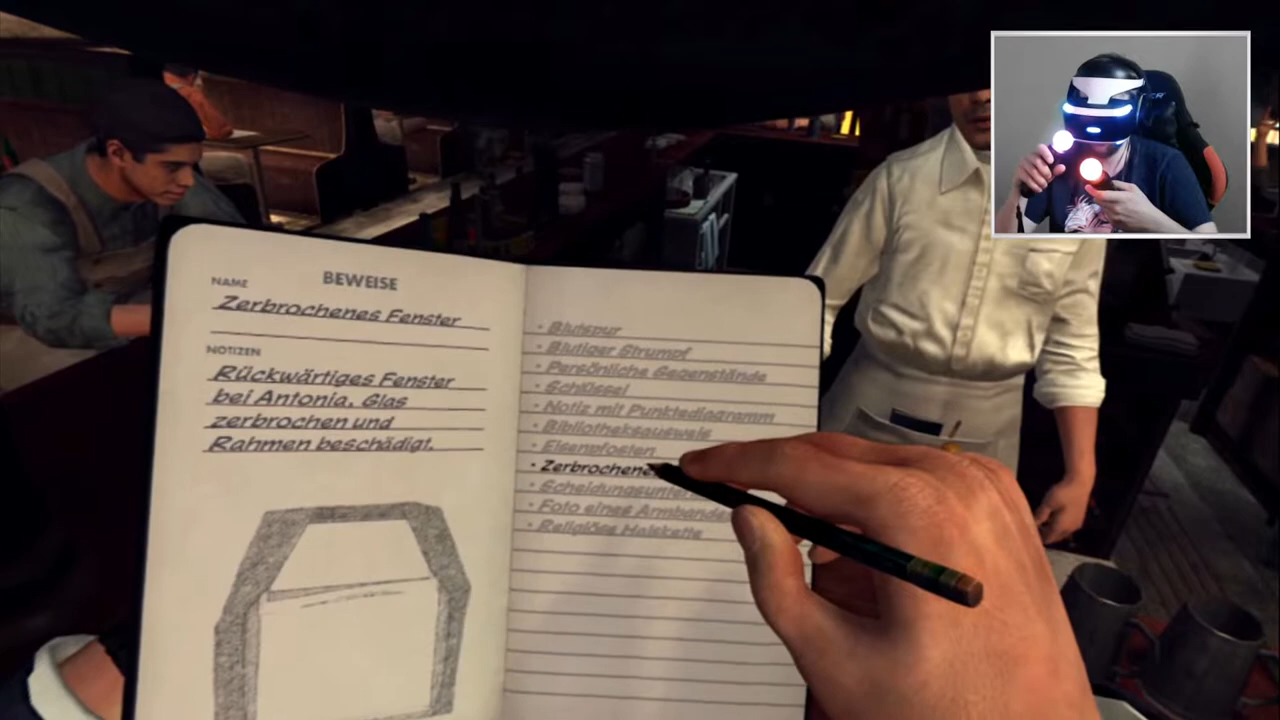 BEWEISE
NAME
Zerbrochenes Fenster
NOTIZEN
Rückwärtiges Fenster
bei Antonia. Glas
zerbrochen und
Rahmen beschädigt.
• Blutspur
• Blutiger Strumpf
• Persönliche Gegenstände
• Schlüssel
• Notiz mit Punktediagramm
• Bibliotheksausweis
• Eisenpfosten
• Zerbrochene
• Scheidungsunter
• Foto eines Armbandes
• Religiöse Halskette